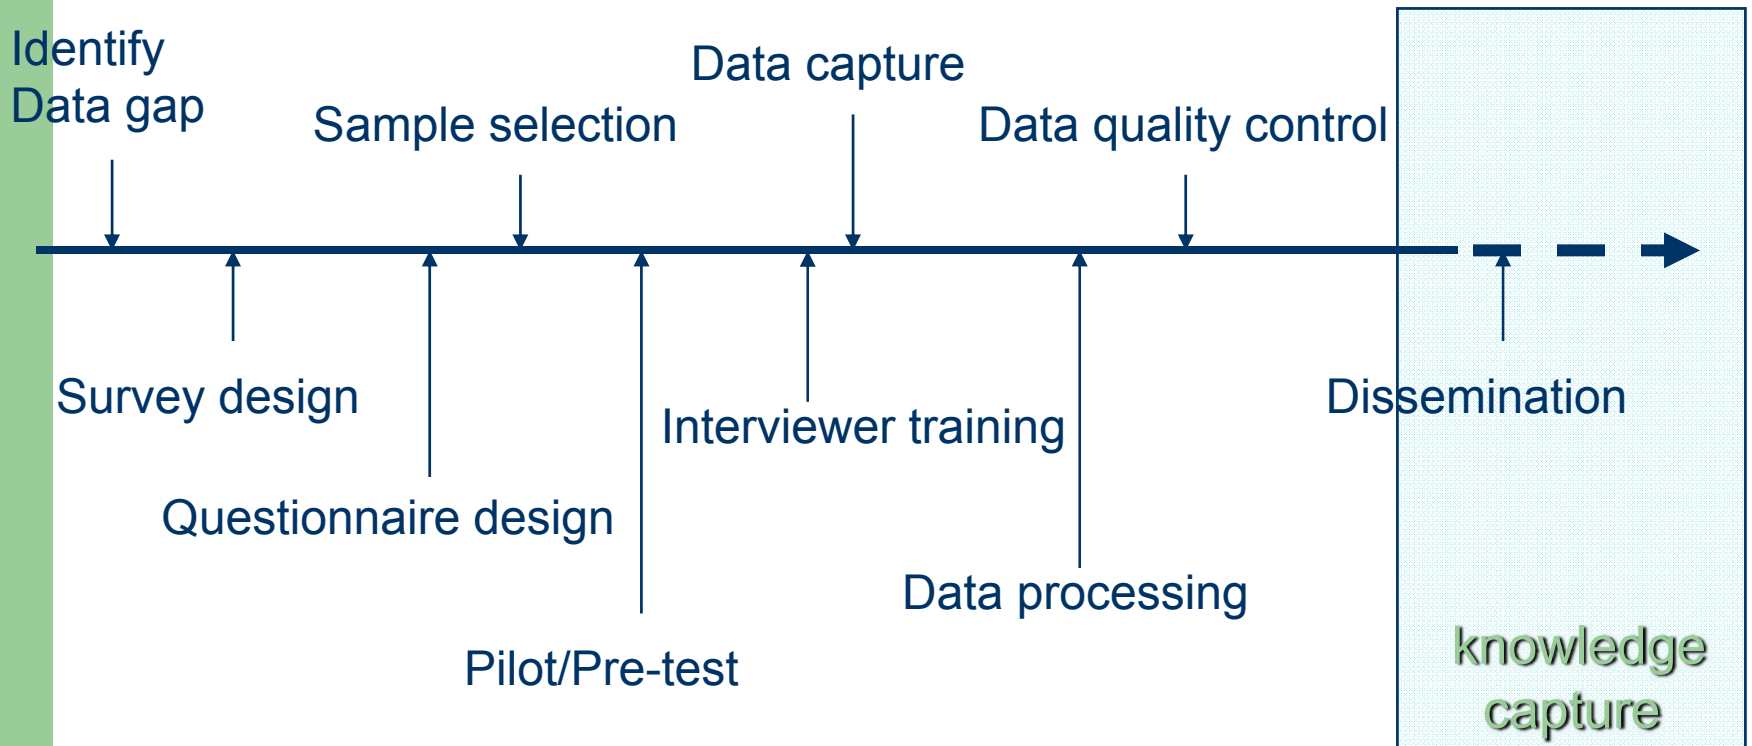 Identify
Data gap
Sample selection
Data capture
Data quality control
Survey design
Questionnaire design
Pilot/Pre-test
Interviewer training
Data processing
Dissemination
knowledge
capture